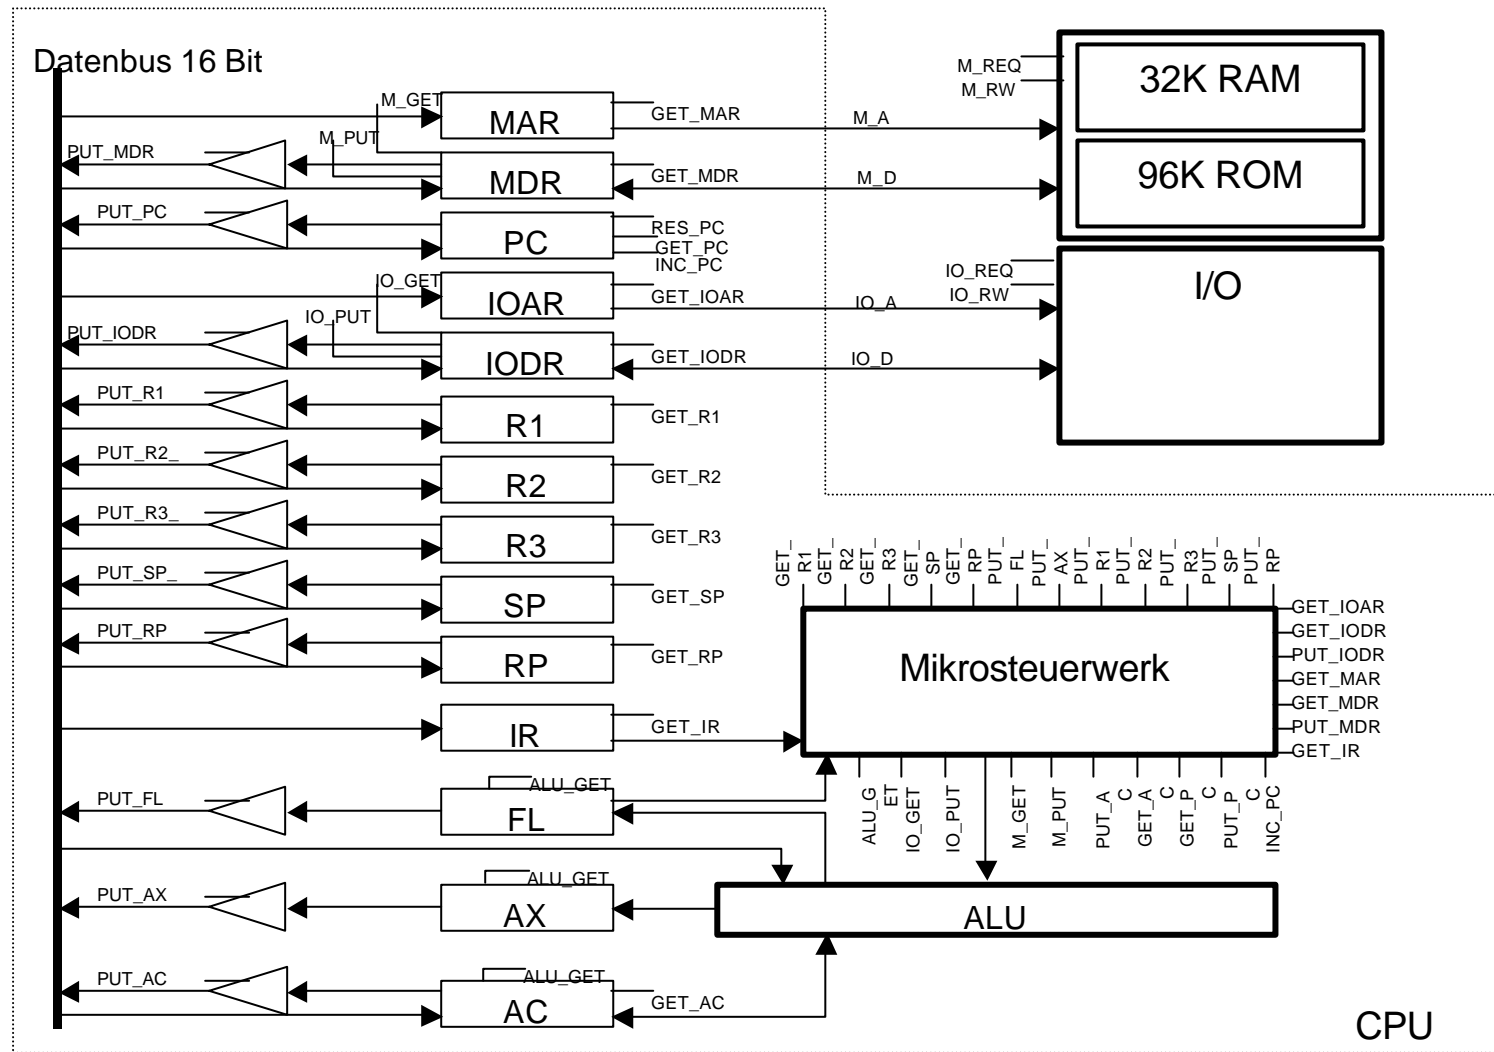 Datenbus 16 Bit
M_REQ
M_RW
32K RAM
96K ROM
M_GET
MAR
GET_MAR
M_A
M_PUT
PUT_MDR
MDR
GET_MDR
M_D
PUT_PC
PC
RES_PC
GET_PC
INC_PC
IO_GET
IOAR
GET_IOAR
IO_A
IO_REQ
IO_RW
I/O
IO_PUT
PUT_IODR
IODR
GET_IODR
IO_D
PUT_R1
R1
GET_R1
PUT_R2_
R2
GET_R2
PUT_R3_
R3
GET_R3
PUT_SP_
SP
GET_SP
PUT_RP
RP
GET_RP
IR
GET_IR
GET_
R1
GET_
R2
GET_
R3
GET_
SP
GET_
RP
PUT_
FL
PUT_
AX
PUT_
R1
PUT_
R2
PUT_
R3
PUT_
SP
PUT_
RP
Mikrosteuerwerk
GET_IOAR
GET_IODR
PUT_IODR
GET_MAR
GET_MDR
PUT_MDR
GET_IR
ALU_G
ET
IO_GET
IO_PUT
M_GET
M_PUT
PUT_A
C
GET_A
C
GET_P
C
PUT_P
C
INC_PC
PUT_FL
ALU_GET
FL
PUT_AX
ALU_GET
AX
ALU
PUT_AC
ALU_GET
AC
GET_AC
CPU